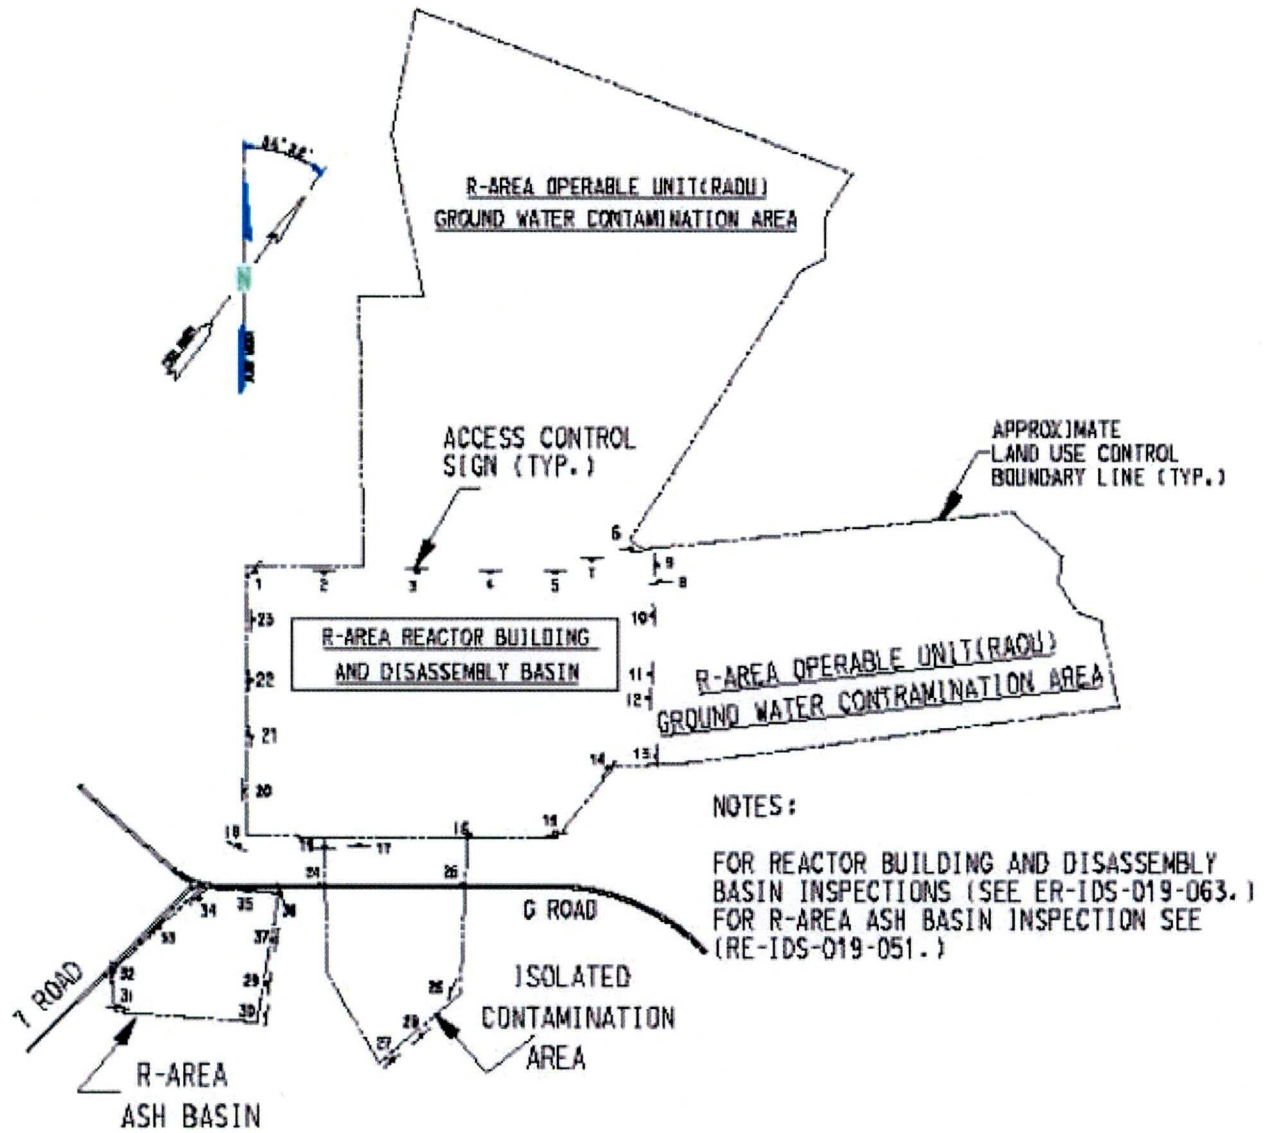 R-AREA OPERABLE UNIT(RAOU)
GROUND WATER CONTAMINATION AREA
ACCESS CONTROL
SIGN (TYP.)
APPROXIMATE
LAND USE CONTROL
BOUNDARY LINE (TYP.)
6
9
8
1
2
3
4
5
7
23
R-AREA REACTOR BUILDING
AND DISASSEMBLY BASIN
10
22
11
12
R-AREA OPERABLE UNIT(RAOU)
GROUND WATER CONTRAMINATION AREA
21
14
13
20
18
16
17
NOTES:
FOR REACTOR BUILDING AND DISASSEMBLY
BASIN INSPECTIONS (SEE ER-IDS-019-063.)
FOR R-AREA ASH BASIN INSPECTION SEE
(RE-IDS-019-051.)
24
34
35
36
G ROAD
37
33
32
31
29
30
27
7 ROAD
ISOLATED
CONTAMINATION
AREA
R-AREA
ASH BASIN